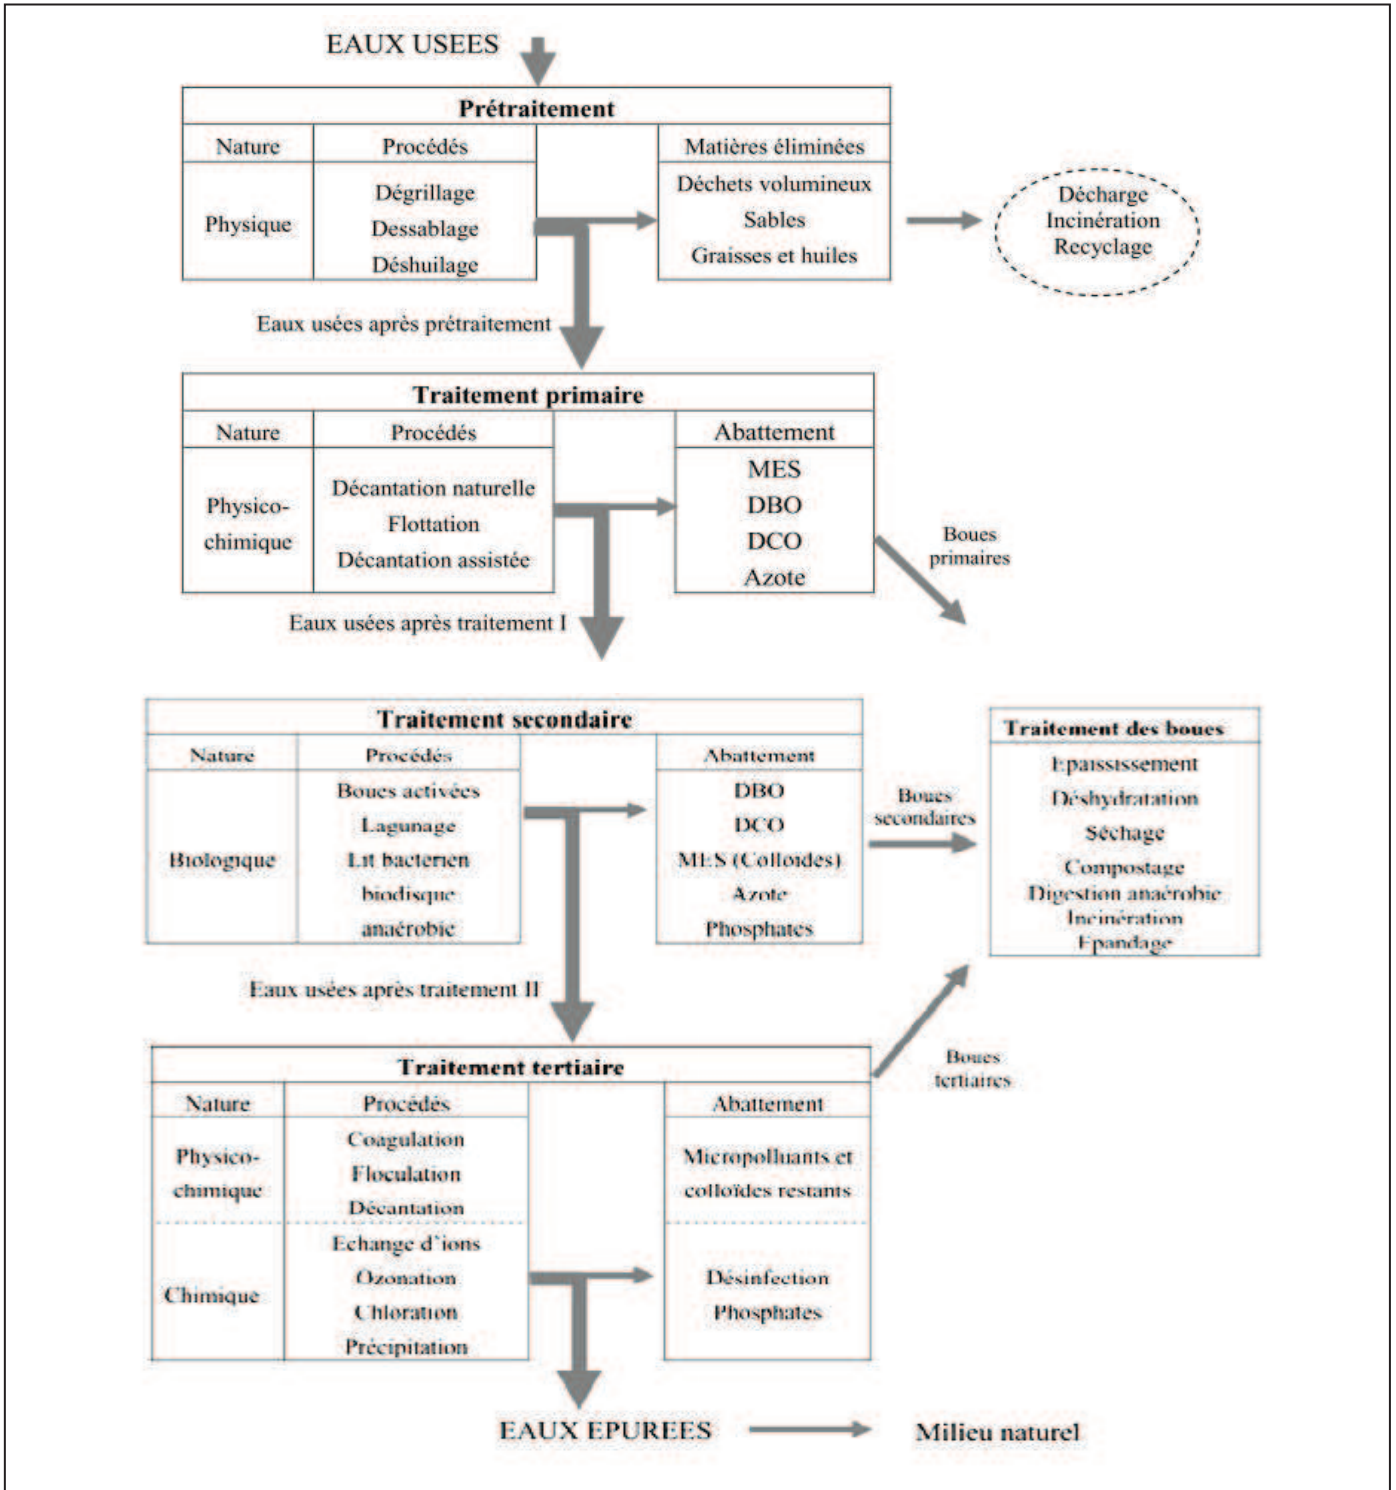 EAUX USEES
Prétraitement
Nature
Procédés
Matières éliminées
Physique
Dégrillage
Dessablage
Déshuilage
Déchets volumineux
Sables
Graisses et huiles
Décharge
Incinération
Recyclage
Eaux usées après prétraitement
Traitement primaire
Nature
Procédés
Abattement
Physico-
chimique
Décantation naturelle
Flottation
Décantation assistée
MES
DBO
DCO
Azote
Boues
primaires
Eaux usées après traitement I
Traitement secondaire
Nature
Procédés
Abattement
Biologique
Boues activées
Lagunage
Lit bacterien
biodisque
anaérobie
DBO
DCO
MES (Colloïdes)
Azote
Phosphates
Boues
secondaires
Traitement des boues
Epaississement
Déshydratation
Séchage
Compostage
Digestion anaérobie
Incinération
Epandage
Eaux usées après traitement II
Boues
tertiaires
Traitement tertiaire
Nature
Procédés
Abattement
Physico-
chimique
Coagulation
Floculation
Décantation
Micropolluants et
colloïdes restants
Chimique
Echange d'ions
Ozonation
Chloration
Précipitation
Désinfection
Phosphates
EAUX EPUREES
Milieu naturel